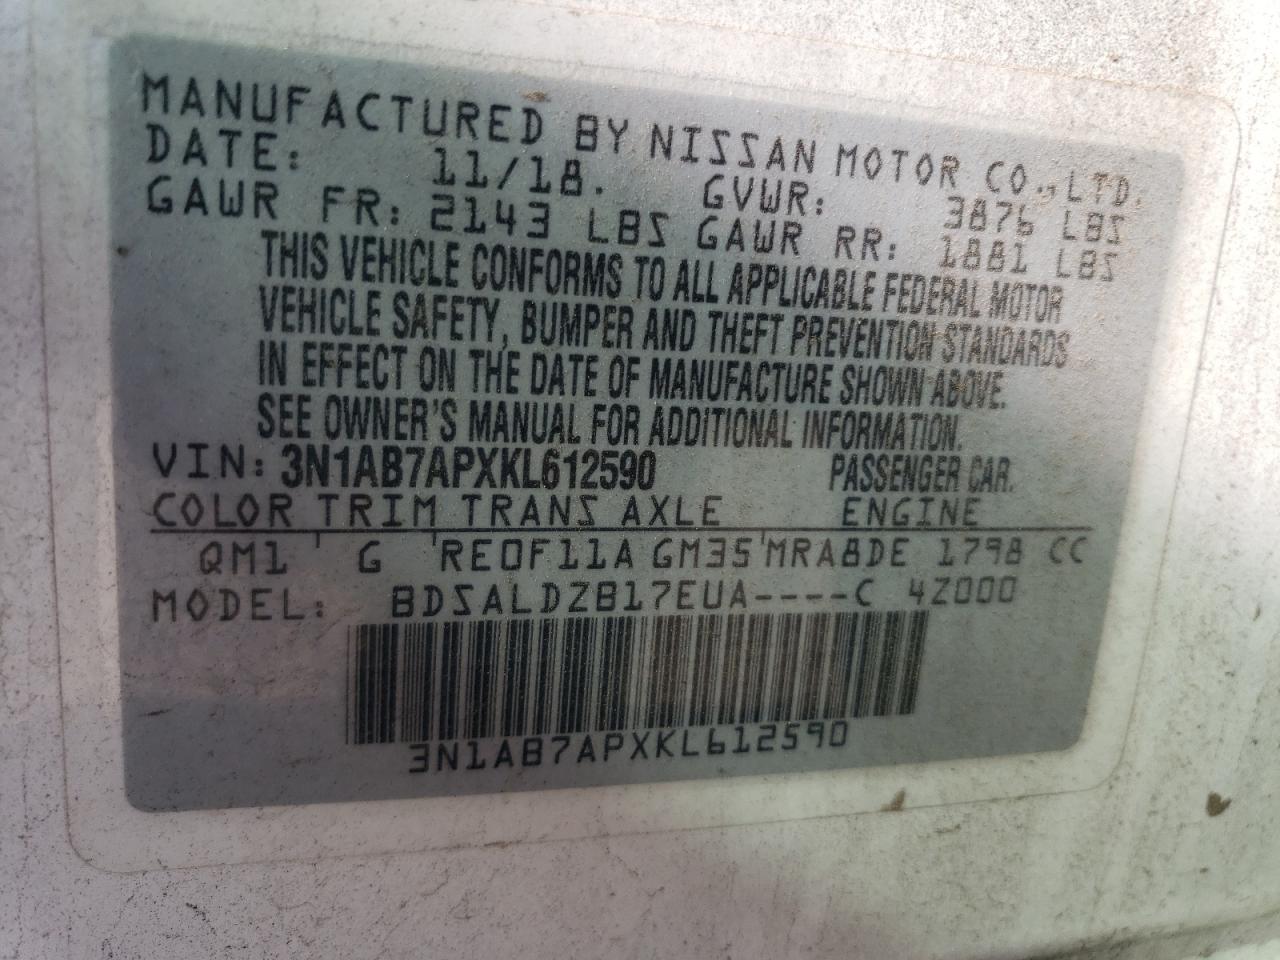 MANUFACTURED BY NISSAN MOTOR CO., LTD.
DATE: 11/18. GVWR: 3876 LBS
GAWR FR: 2143 LBS GAWR RR: 1881 LBS
THIS VEHICLE CONFORMS TO ALL APPLICABLE FEDERAL MOTOR
VEHICLE SAFETY, BUMPER AND THEFT PREVENTION STANDARDS
IN EFFECT ON THE DATE OF MANUFACTURE SHOWN ABOVE.
SEE OWNER'S MANUAL FOR ADDITIONAL INFORMATION.
VIN: 3N1AB7APXKL612590 PASSENGER CAR.
COLOR TRIM TRANS AXLE ENGINE
QM1 ' G 'RE0F11A GM35'MRA8DE 1798 CC
MODEL: BDSALDZB17EUA----C 4Z000
3N1AB7APXKL612590